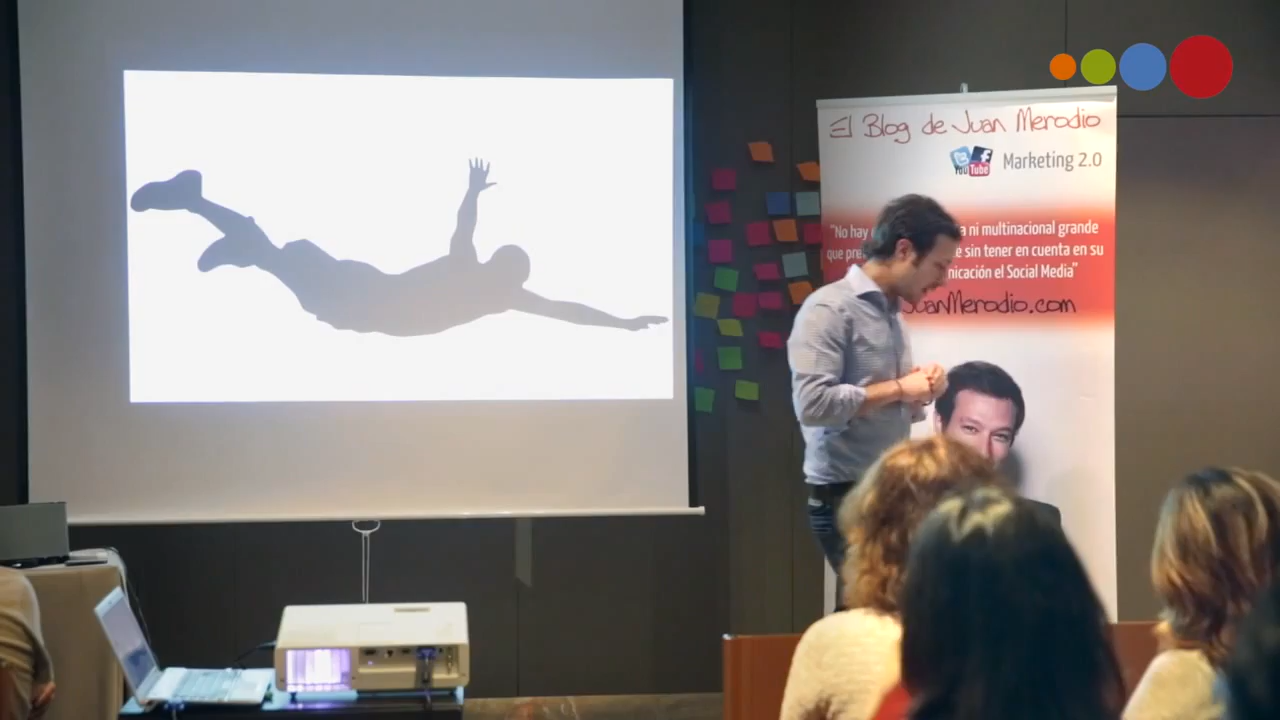 El Blog de Juan Merodio
YouTube
Marketing 2.0
"No hay a ni multinacional grande
que e sin tener en cuenta en su
nicación el Social Media"
JuanMerodio.com